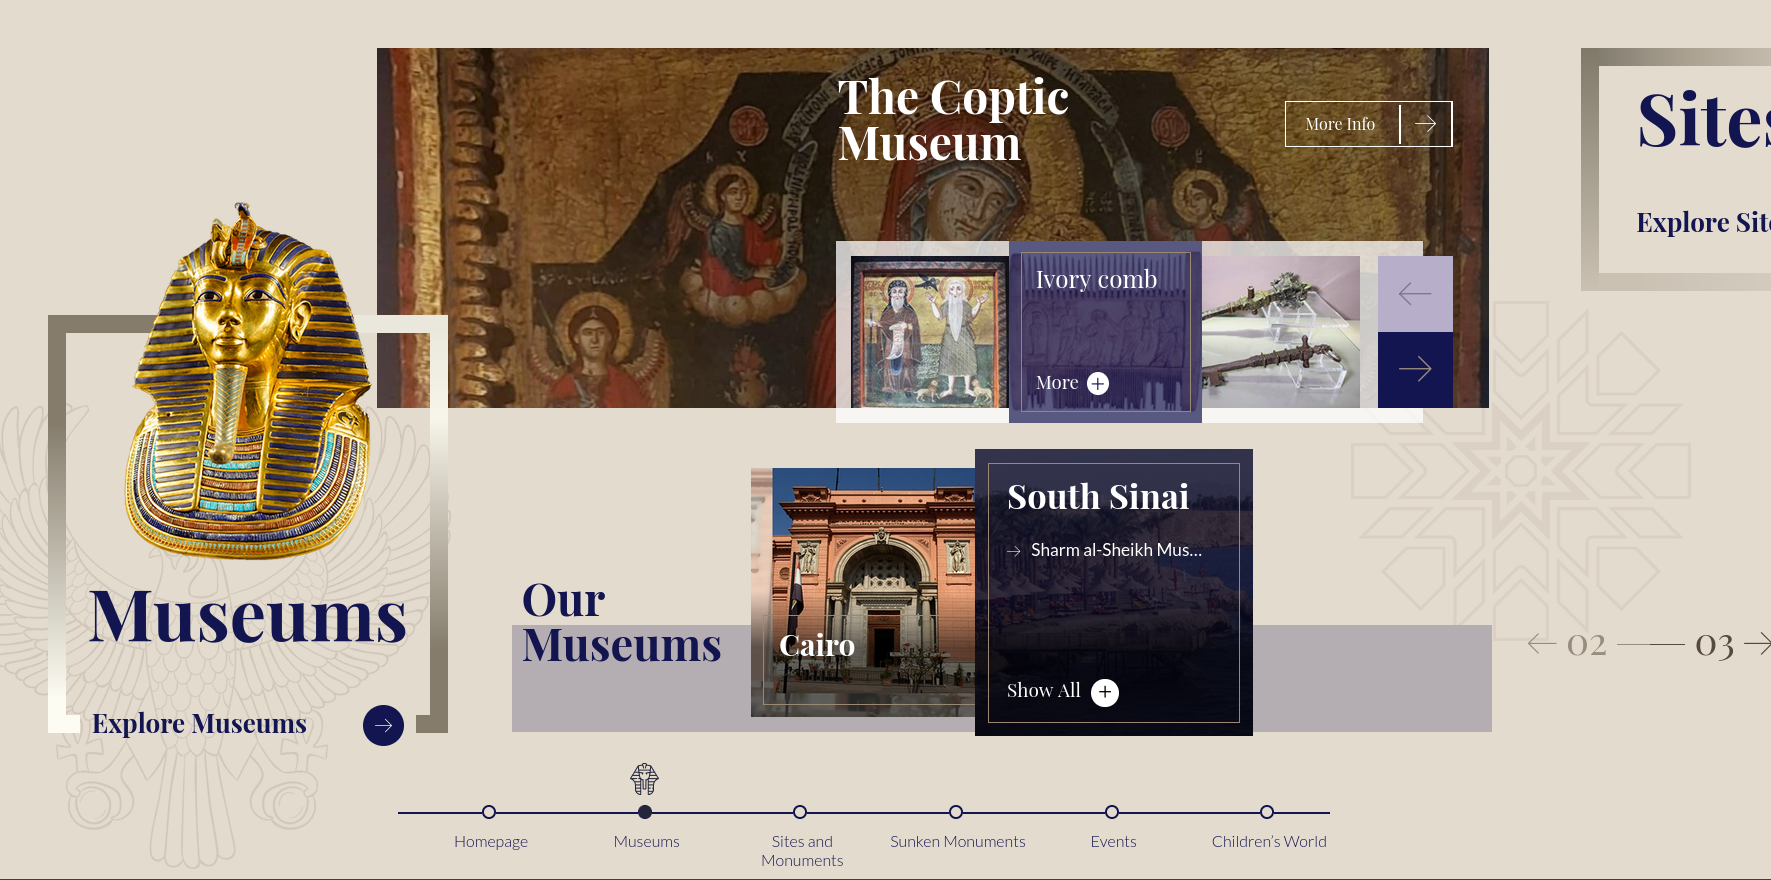 The Coptic
Museum
More Info
Sites
Explore Sit
Ivory comb
More
Museums
Explore Museums
Our
Museums
Cairo
South Sinai
Sharm al-Sheikh Mus...
Show All
02
03
Homepage
Museums
Sites and
Monuments
Sunken Monuments
Events
Children's World